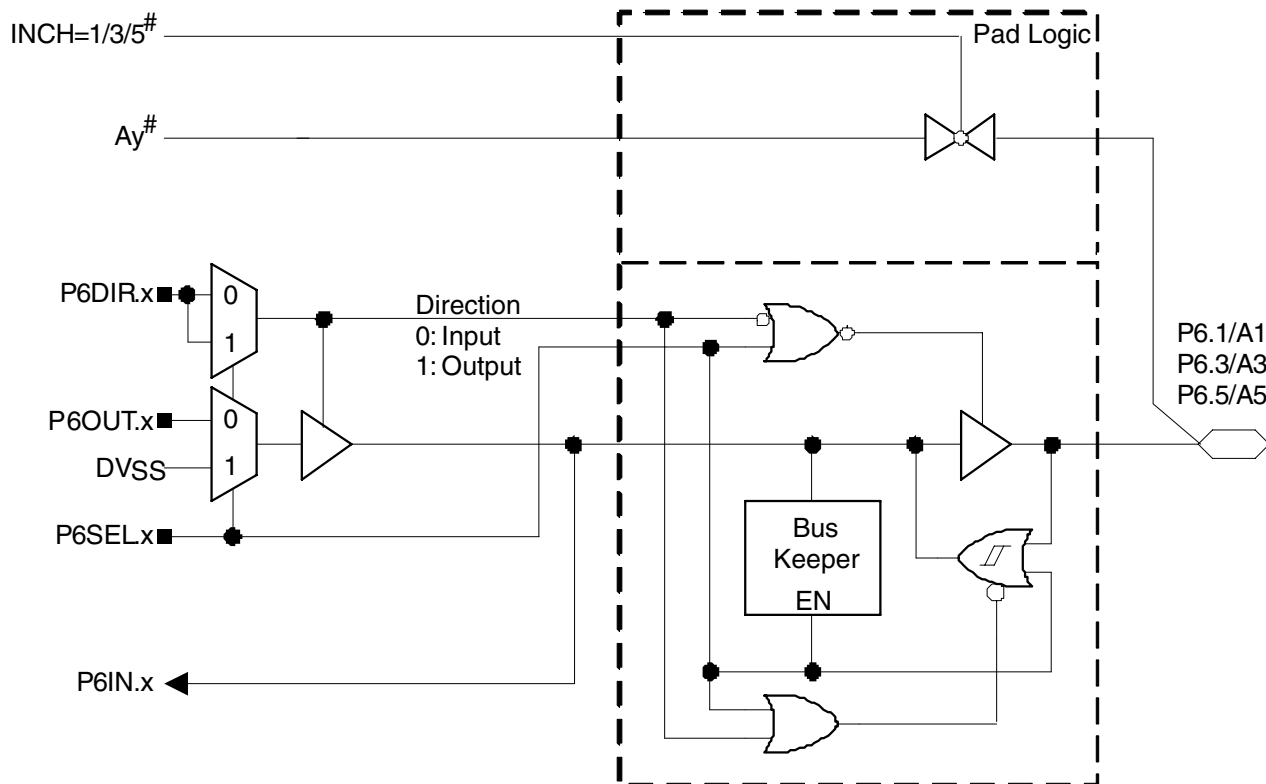 INCH=1/3/5#
Pad Logic
Ay#
P6DIR.x
0
1
Direction
0: Input
1: Output
P6.1/A1
P6.3/A3
P6.5/A5
P6OUT.x
0
DVSS
1
P6SEL.x
Bus
Keeper
EN
P6IN.x